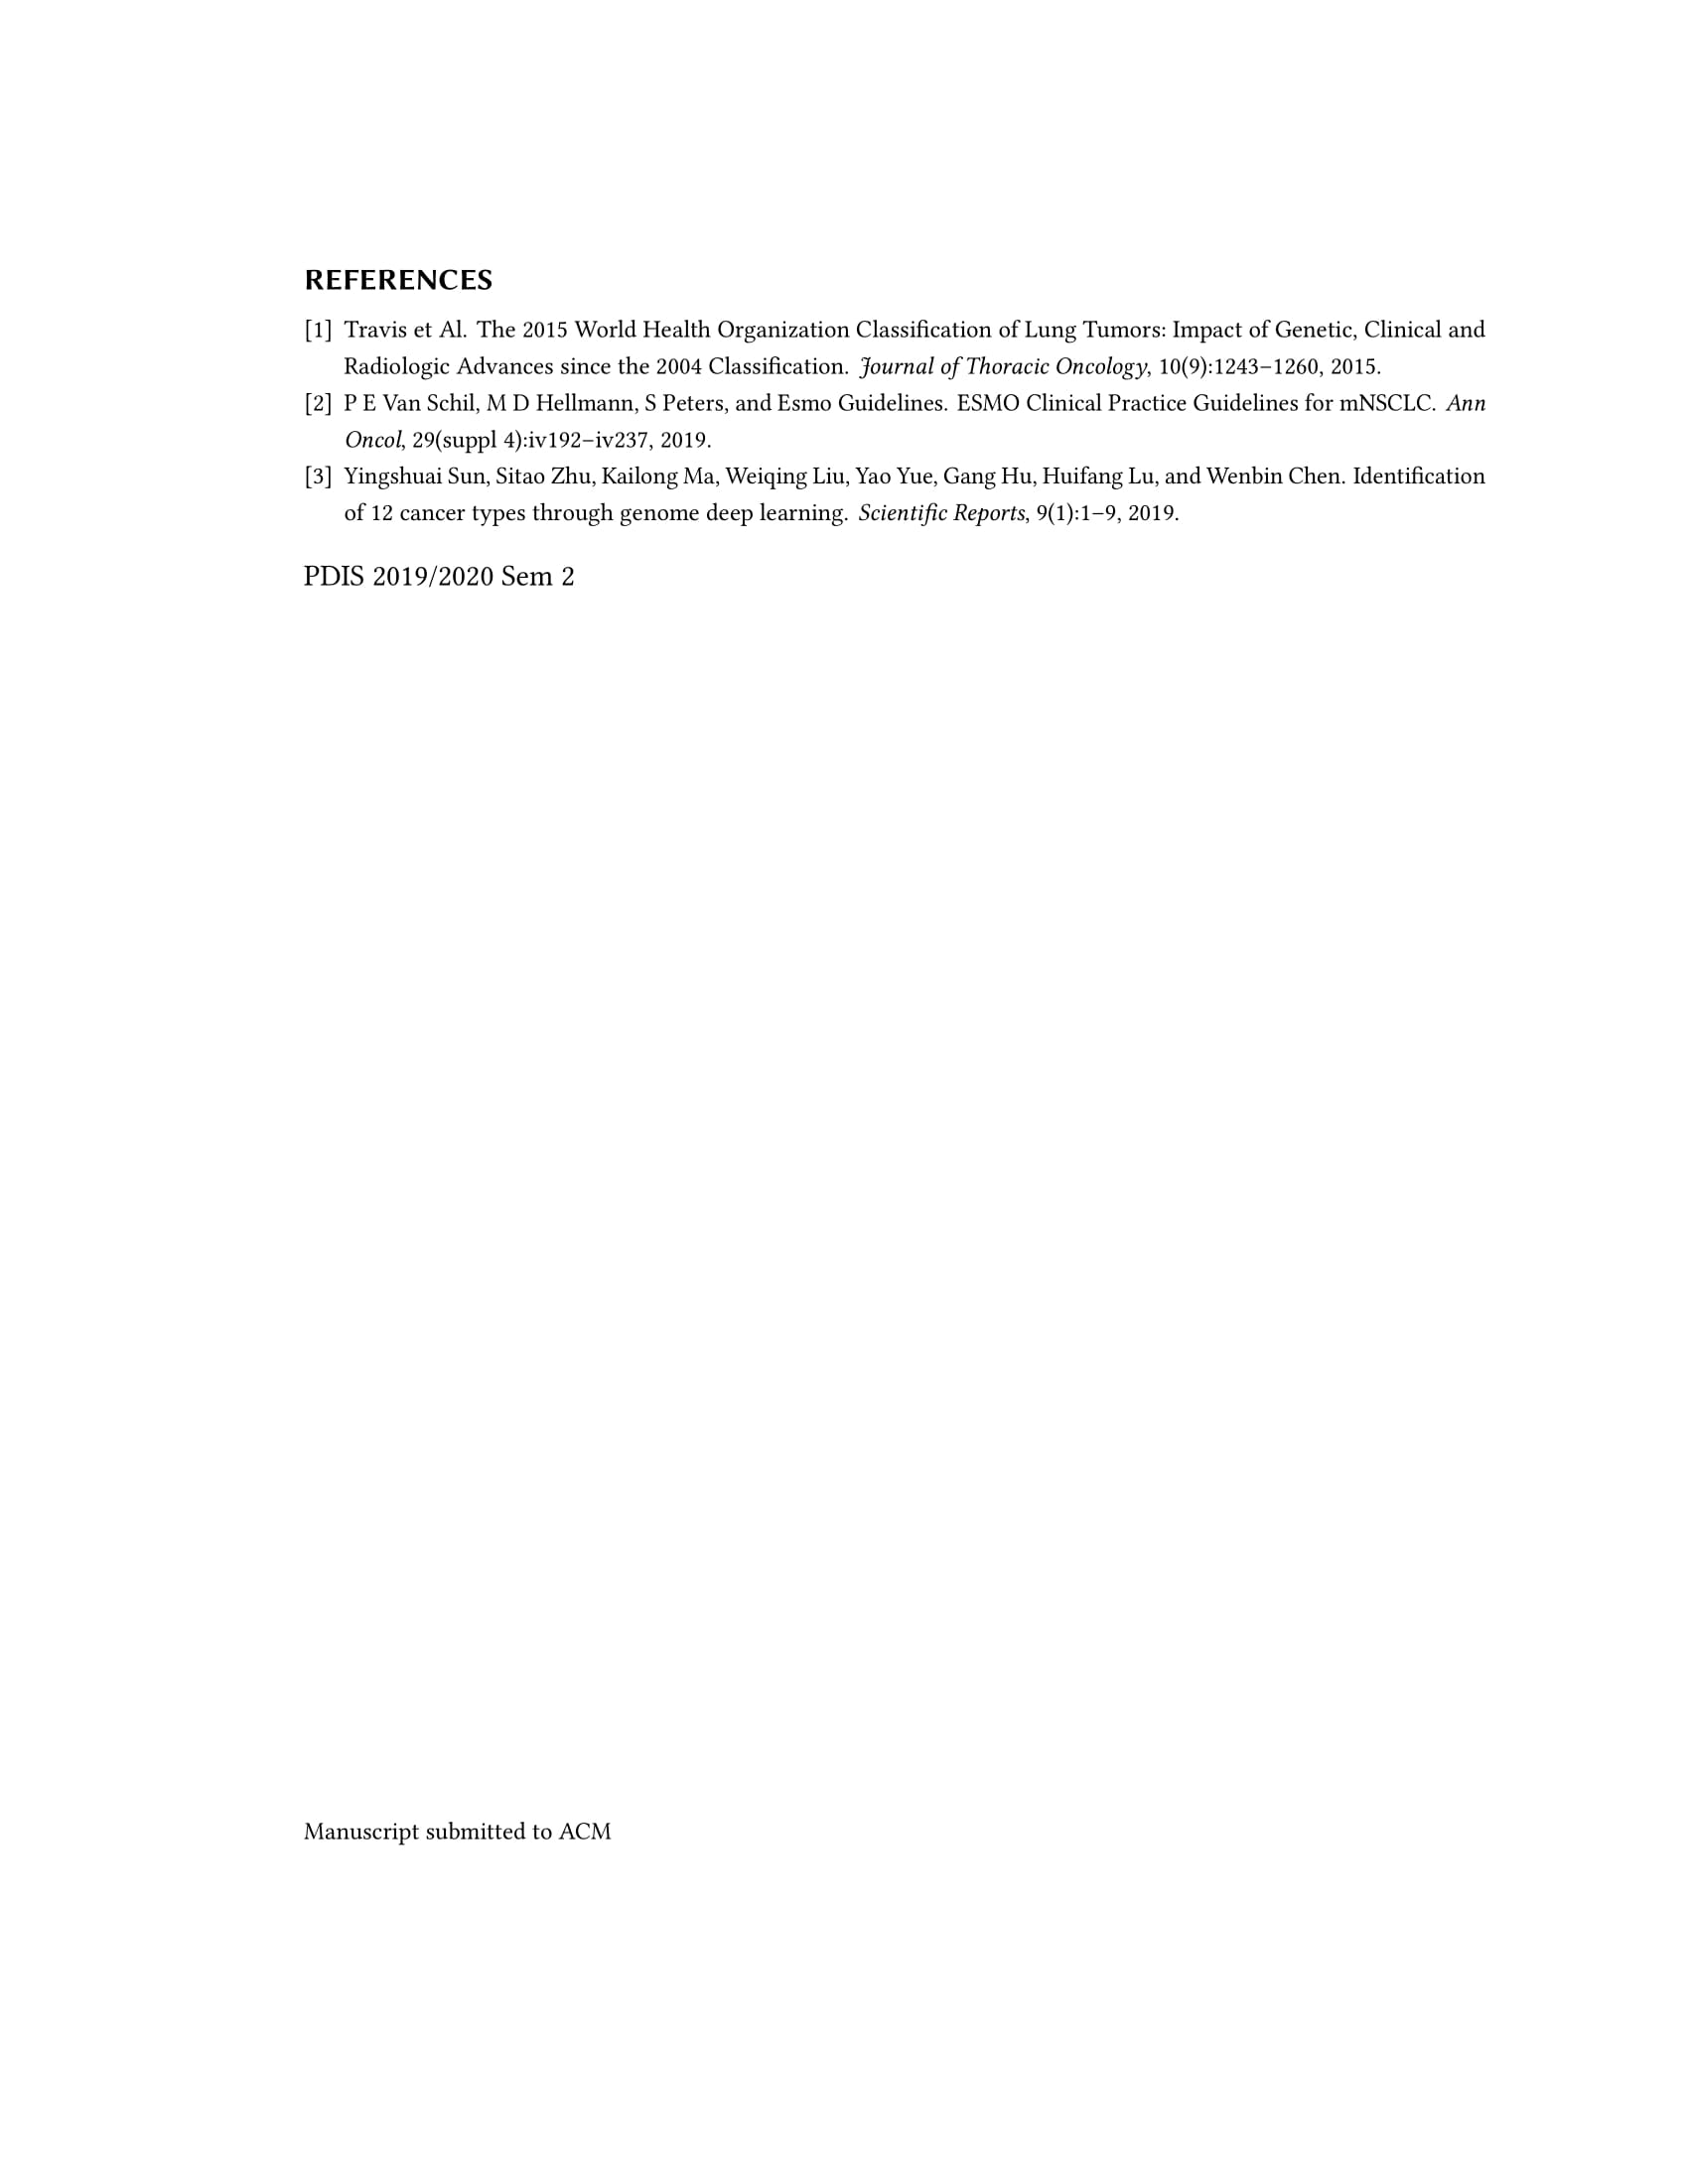 REFERENCES
[1] Travis et Al. The 2015 World Health Organization Classification of Lung Tumors: Impact of Genetic, Clinical and
Radiologic Advances since the 2004 Classification. Journal of Thoracic Oncology, 10(9):1243–1260, 2015.
[2] P E Van Schil, M D Hellmann, S Peters, and Esmo Guidelines. ESMO Clinical Practice Guidelines for mNSCLC. Ann
Oncol, 29(suppl 4):iv192–iv237, 2019.
[3] Yingshuai Sun, Sitao Zhu, Kailong Ma, Weiqing Liu, Yao Yue, Gang Hu, Huifang Lu, and Wenbin Chen. Identification
of 12 cancer types through genome deep learning. Scientific Reports, 9(1):1–9, 2019.
PDIS 2019/2020 Sem 2
Manuscript submitted to ACM